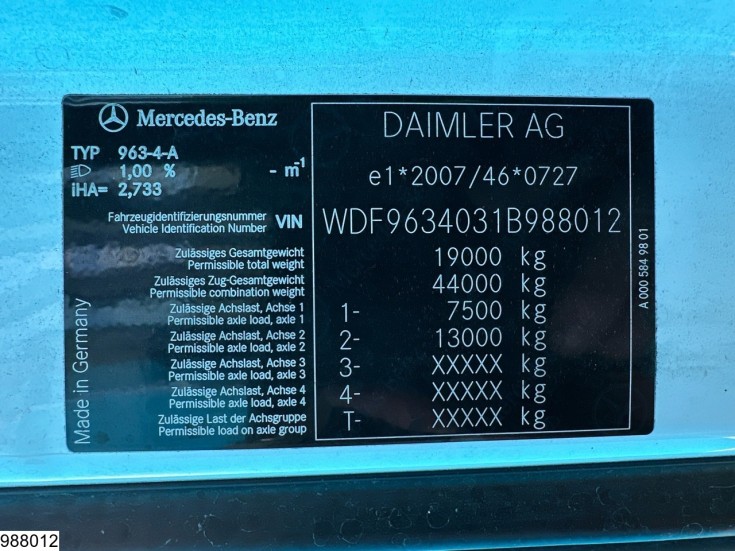 Mercedes-Benz
DAIMLER AG
TYP 963-4-A
1,00 % - m-1
iHA= 2,733
e1*2007/46*0727
Fahrzeugidentifizierungsnummer
Vehicle Identification Number VIN WDF9634031B988012
Zulässiges Gesamtgewicht
Permissible total weight 19000 kg
Zulässiges Zug-Gesamtgewicht
Permissible combination weight 44000 kg
Zulässige Achslast, Achse 1
Permissible axle load, axle 1 1- 7500 kg
Zulässige Achslast, Achse 2
Permissible axle load, axle 2 2- 13000 kg
Zulässige Achslast, Achse 3
Permissible axle load, axle 3 3- XXXXX kg
Zulässige Achslast, Achse 4
Permissible axle load, axle 4 4- XXXXX kg
Zulässige Last der Achsgruppe
Permissible load on axle group T- XXXXX kg
Made in Germany
A 000 584 98 01
988012